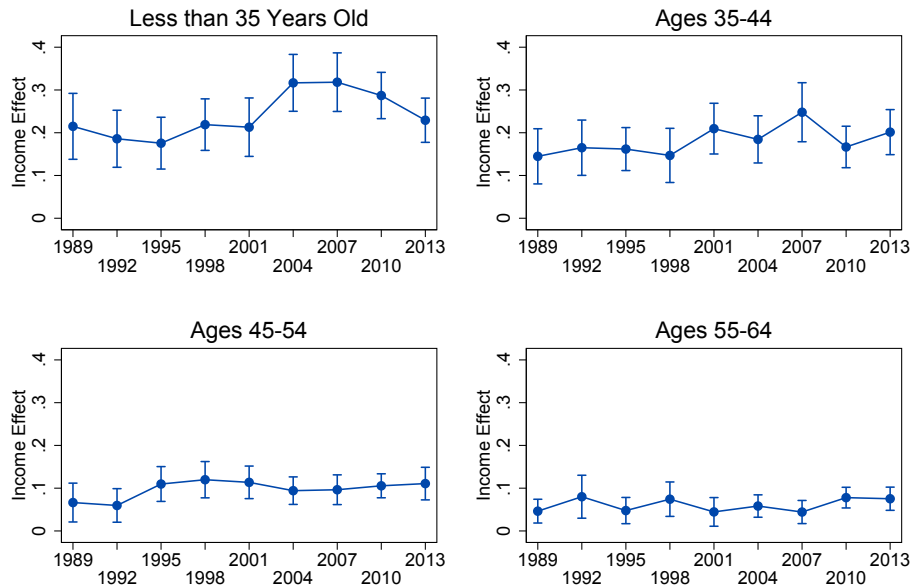 Less than 35 Years Old
Income Effect
.4
.3
.2
.1
0
1989 1995 2001 2007 2013
1992 1998 2004 2010
Ages 35-44
Income Effect
.4
.3
.2
.1
0
1989 1995 2001 2007 2013
1992 1998 2004 2010
Ages 45-54
Income Effect
.4
.3
.2
.1
0
1989 1995 2001 2007 2013
1992 1998 2004 2010
Ages 55-64
Income Effect
.4
.3
.2
.1
0
1989 1995 2001 2007 2013
1992 1998 2004 2010